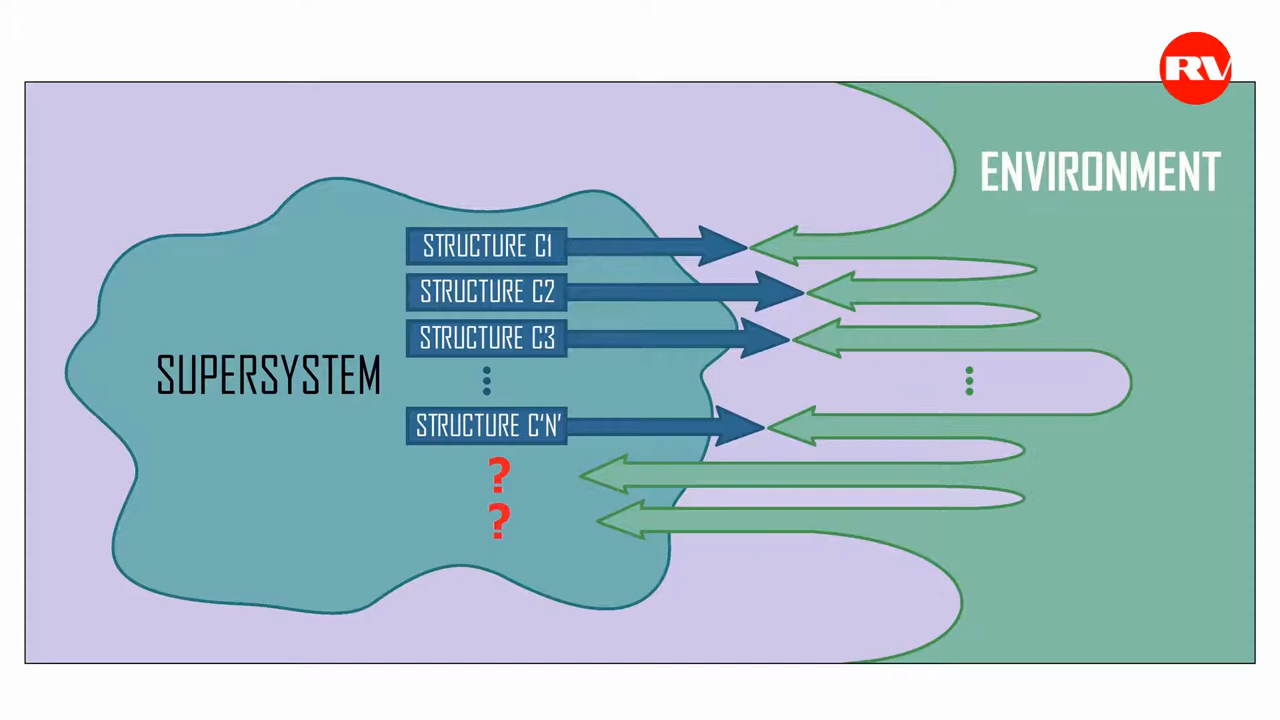 RV
ENVIRONMENT
STRUCTURE C1
STRUCTURE C2
STRUCTURE C3
SUPERSYSTEM
STRUCTURE C'N'
?
?